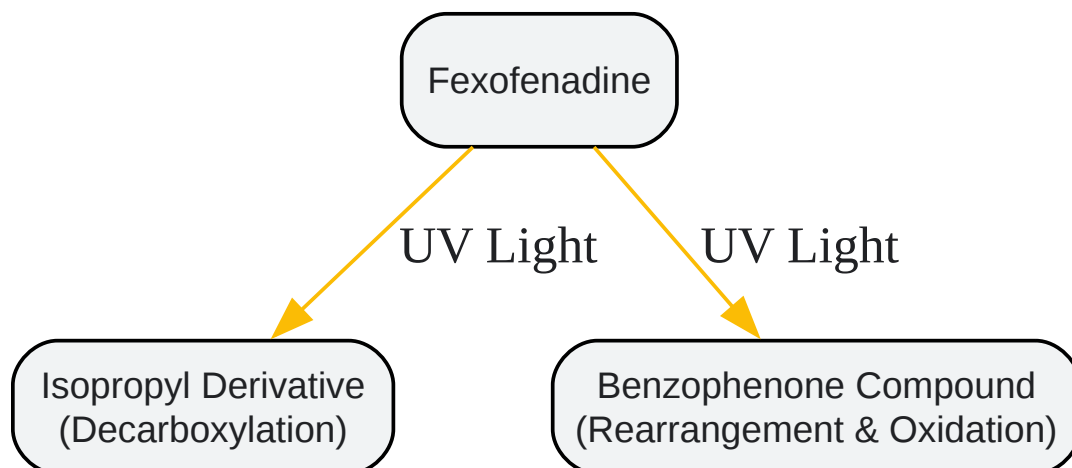 Fexofenadine
UV Light
UV Light
Isopropyl Derivative
(Decarboxylation)
Benzophenone Compound
(Rearrangement & Oxidation)